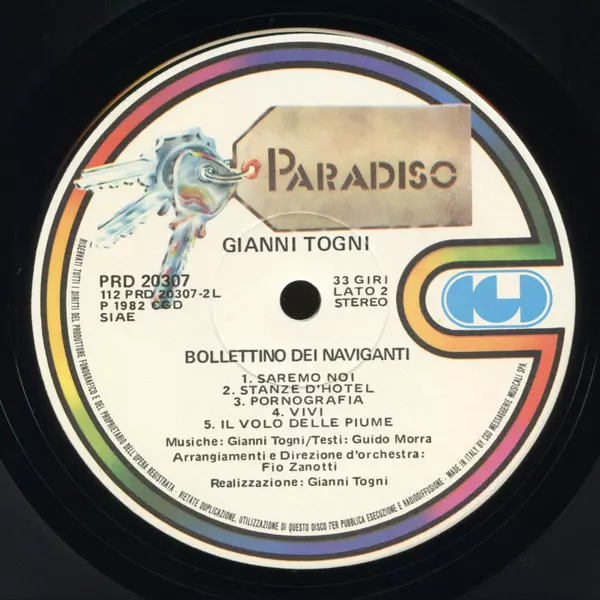 PARADISO
GIANNI TOGNI
PRD 20307
112 PRD 20307-2L
P 1982 CGD
SIAE
33 GIRI
LATO 2
STEREO
BOLLETTINO DEI NAVIGANTI
1. SAREMO NOI
2. STANZE D'HOTEL
3. PORNOGRAFIA
4. VIVI
5. IL VOLO DELLE PIUME
Musiche: Gianni Togni/Testi: Guido Morra
Arrangiamenti e Direzione d'orchestra:
Fio Zanotti
Realizzazione: Gianni Togni
RISERVATI TUTTI I DIRITTI DEL PRODUTTORE FONOGRAFICO E DEL PROPRIETARIO DELL'OPERA REGISTRATA - VIETATE DUPLICAZIONE, UTILIZZAZIONE DI QUESTO DISCO PER PUBBLICA ESECUZIONE E RADIODIFFUSIONE. - MADE IN ITALY BY CGD MESSAGGERIE MUSICALI SPA.